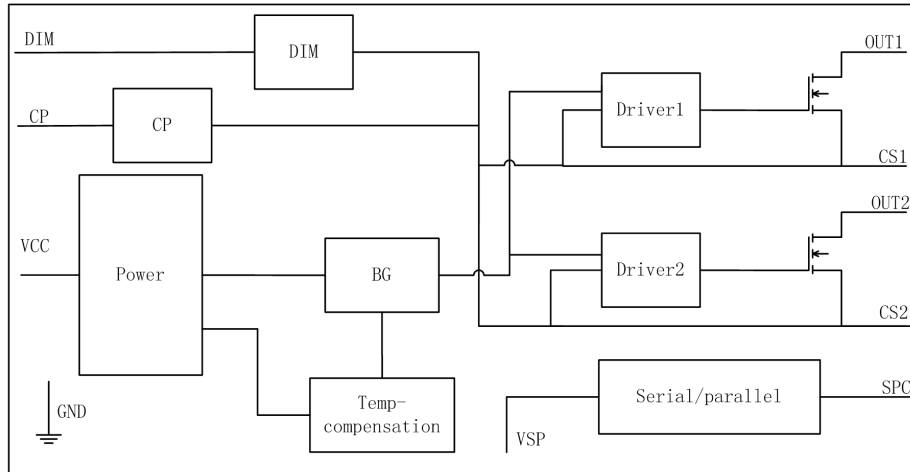 DIM
DIM
OUT1
CP
CP
Driver1
CS1
OUT2
VCC
Power
BG
Driver2
CS2
GND
Temp-
compensation
Serial/parallel
SPC
VSP